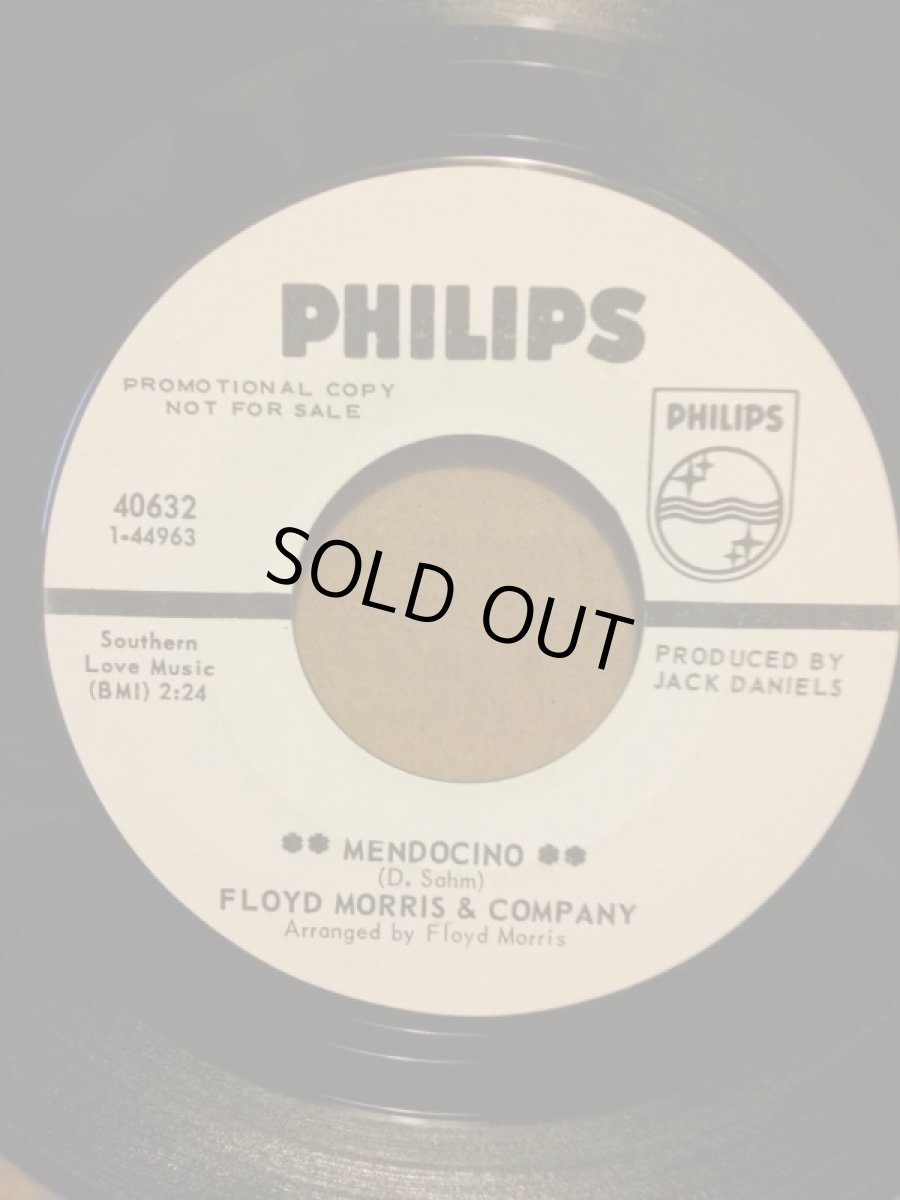 PHILIPS
PROMOTIONAL COPY
NOT FOR SALE
PHILIPS
40632
1-44963
SOLD OUT
Southern
Love Music
(BMI) 2:24
PRODUCED BY
JACK DANIELS
** MENDOCINO **
(D. Sahm)
FLOYD MORRIS & COMPANY
Arranged by Floyd Morris